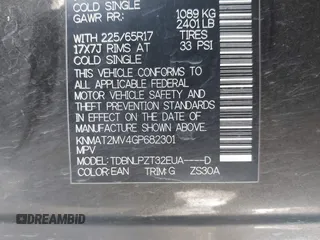 COLD SINGLE
GAWR RR: 1089 KG
2401 LB
WITH 225/65R17 TIRES
17X7J RIMS AT 33 PSI
COLD SINGLE
THIS VEHICLE CONFORMS TO
ALL APPLICABLE FEDERAL
MOTOR VEHICLE SAFETY
AND THEFT PREVENTION STANDARDS
IN EFFECT ON THE DATE OF
MANUFACTURE SHOWN ABOVE.
KNMAT2MV4GP682301
MPV
MODEL: TDBNLPZT32EUA----D
COLOR:EAN TRIM:G ZS30A
© DREAMBID
DREAMBID.COM